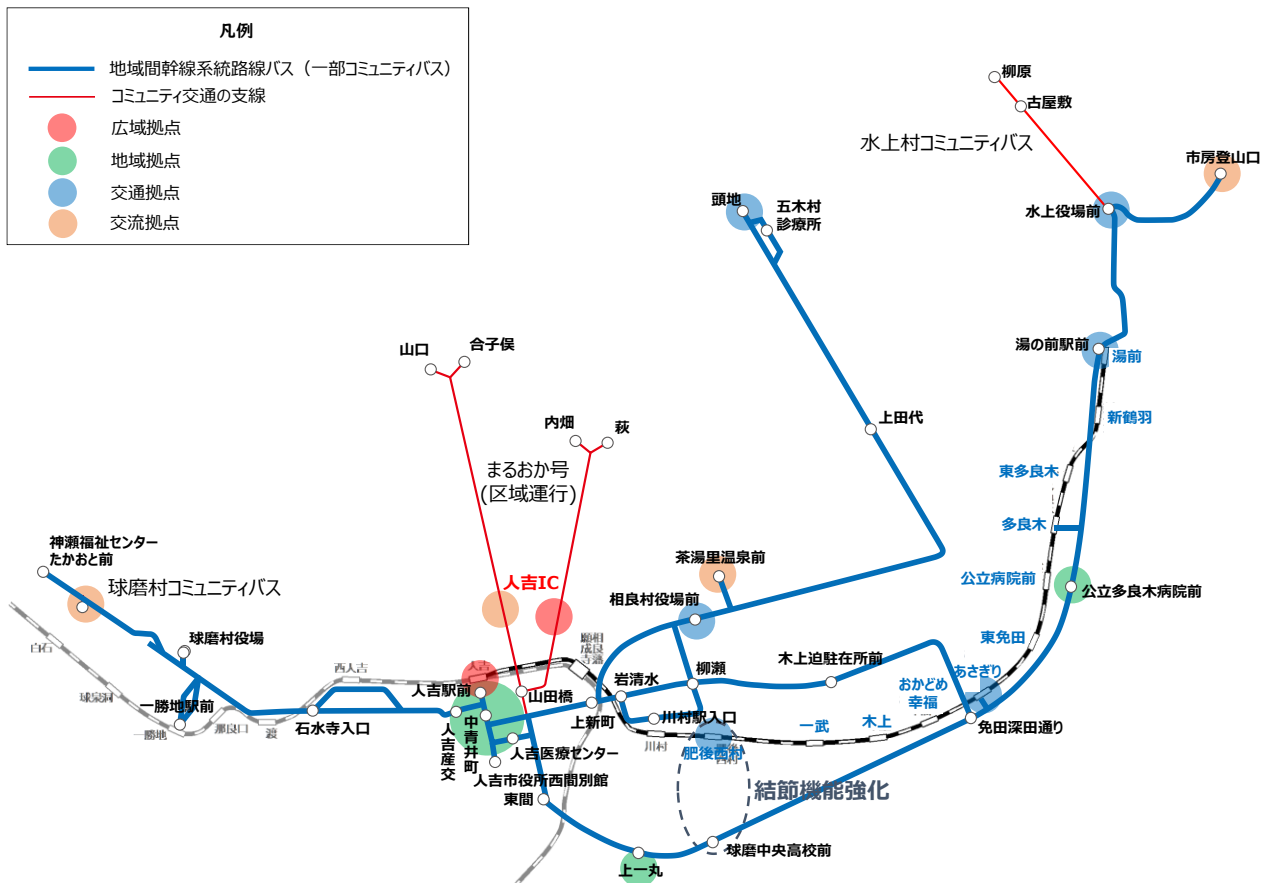 凡例
地域間幹線系統路線バス（一部コミュニティバス）
コミュニティ交通の支線
広域拠点
地域拠点
交通拠点
交流拠点
柳原
古屋敷
水上村コミュニティバス
市房登山口
水上役場前
頭地
五木村
診療所
湯の前駅前
湯前
新鶴羽
山口
合子俣
内畑
萩
まるおか号
(区域運行)
上田代
東多良木
多良木
神瀬福祉センター
たかおと前
球磨村コミュニティバス
人吉IC
茶湯里温泉前
相良村役場前
公立病院前
公立多良木病院前
東免田
球磨村役場
白石
球泉洞
西人吉
人吉
相良藩
願成寺
人吉駅前
山田橋
岩清水
柳瀬
木上迫駐在所前
あさぎり
おかどめ
幸福
一勝地駅前
一勝地
那良口
渡
石水寺入口
人吉産交
中青井町
上新町
川村駅入口
川村
一武
木上
免田深田通り
人吉医療センター
肥後西村
人吉市役所西間別館
東間
結節機能強化
球磨中央高校前
上一丸